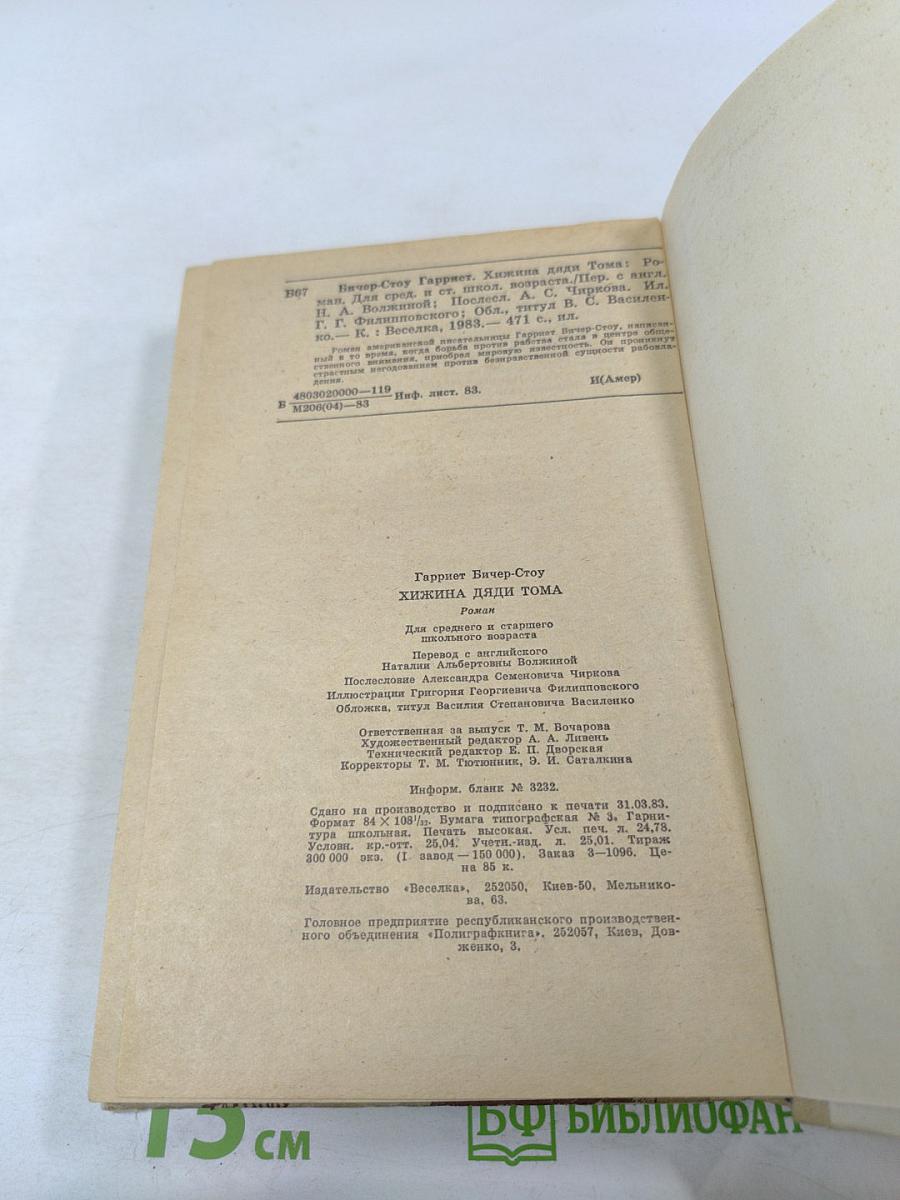 Б67 Бичер-Стоу Гарриет. Хижина дяди Тома: Ро-
ман. Для сред. и ст. школ. возраста./Пер. с англ.
Н. А. Волжиной; Послесл. А. С. Чиркова. Ил.
Г. Г. Филипповского; Обл., титул В. С. Василен-
ко.— К. : Веселка, 1983.— 471 с., ил.
Роман американской писательницы Гарриет Бичер-Стоу, написан-
ный в то время, когда борьба против рабства стала в центре обще-
ственного внимания, приобрел мировую известность. Он проникнут
страстным негодованием против безнравственной сущности рабовла-
дения.
Б 4803020000—119
М206(04)—83 Инф. лист. 83. И(Амер)
Гарриет Бичер-Стоу
ХИЖИНА ДЯДИ ТОМА
Роман
Для среднего и старшего
школьного возраста
Перевод с английского
Наталии Альбертовны Волжиной
Послесловие Александра Семеновича Чиркова
Иллюстрации Григория Георгиевича Филипповского
Обложка, титул Василия Степановича Василенко
Ответственная за выпуск Т. М. Бочарова
Художественный редактор А. А. Ливень
Технический редактор Е. П. Дворская
Корректоры Т. М. Тютюнник, Э. И. Саталкина
Информ. бланк № 3232.
Сдано на производство и подписано к печати 31.03.83.
Формат 84 × 108¹/₃₂. Бумага типографская № 3. Гарни-
тура школьная. Печать высокая. Усл. печ. л. 24,78.
Условн. кр.-отт. 25,04. Учетн.-изд. л. 25,01. Тираж
300 000 экз. (I завод — 150 000). Заказ 3—1096. Це-
на 85 к.
Издательство «Веселка», 252050, Киев-50, Мельнико-
ва, 63.
Головное предприятие республиканского производствен-
ного объединения «Полиграфкнига». 252057, Киев, Дов-
женко, 3.
15 см
БФ БИБЛИОФАН